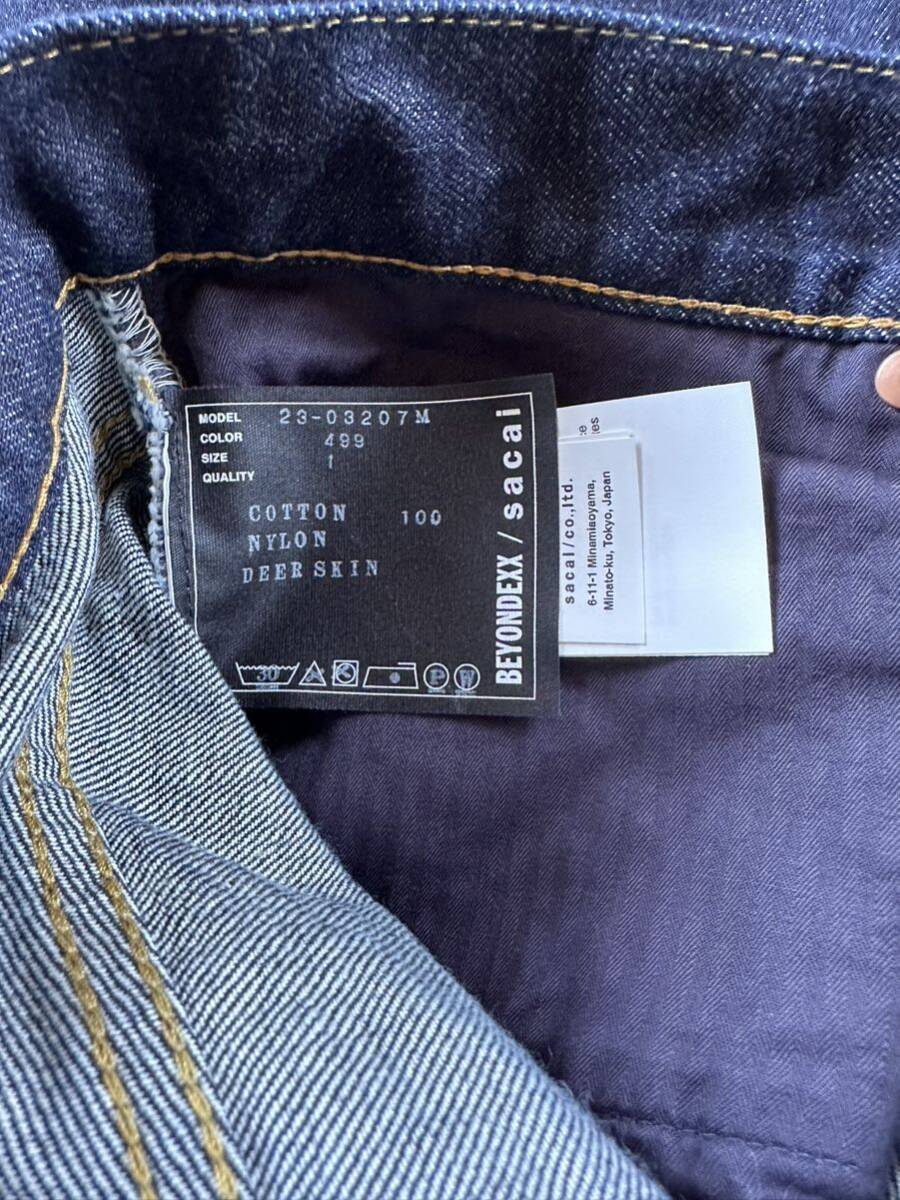 MODEL 23-03207M
COLOR 499
SIZE 1
QUALITY
COTTON 100
NYLON
DEER SKIN
30
P W
BEYONDEXX / sacai
sacai/co.,ltd.
6-11-1 Minamiaoyama,
Minato-ku, Tokyo, Japan